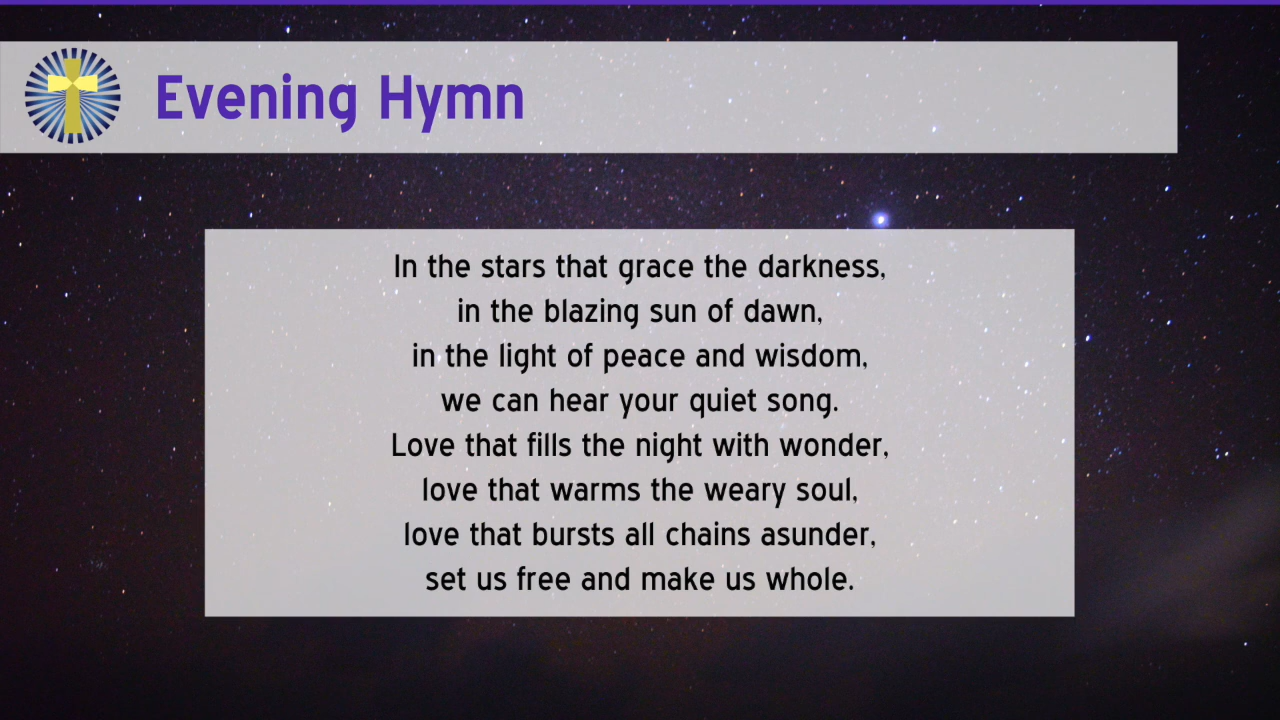 Evening Hymn
In the stars that grace the darkness,
in the blazing sun of dawn,
in the light of peace and wisdom,
we can hear your quiet song.
Love that fills the night with wonder,
love that warms the weary soul,
love that bursts all chains asunder,
set us free and make us whole.